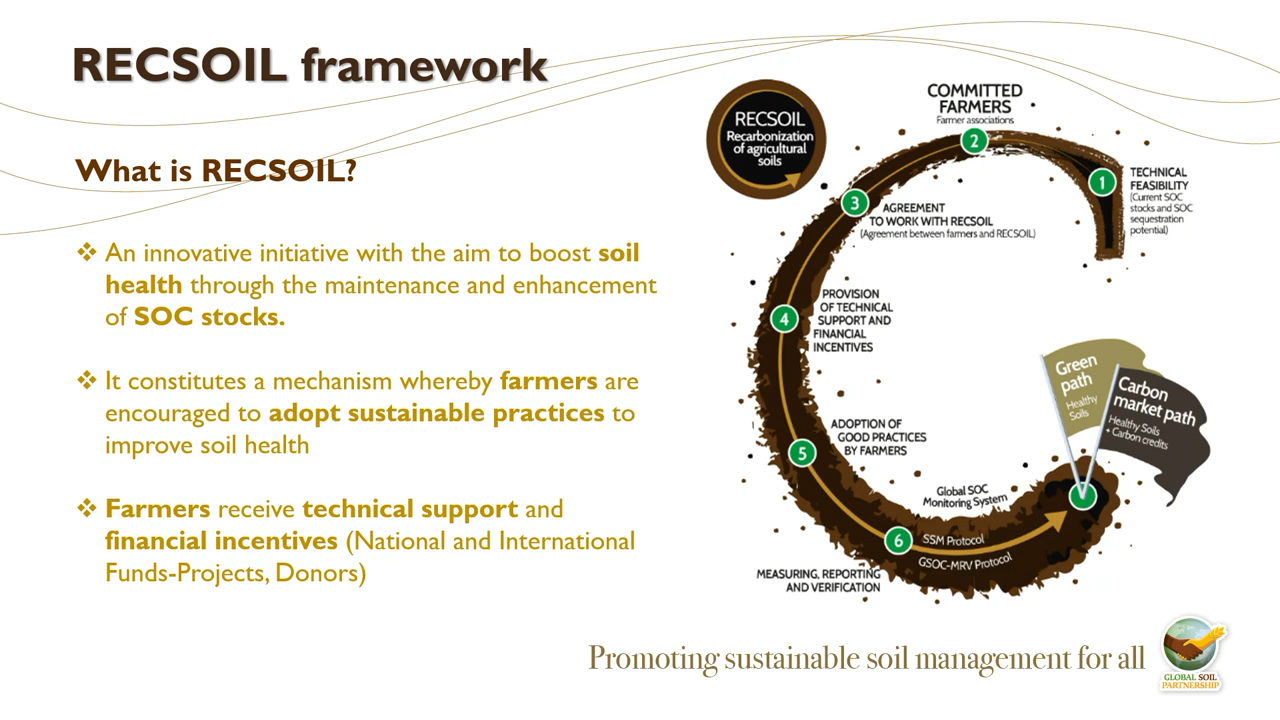 RECSOIL framework
What is RECSOIL?
❖ An innovative initiative with the aim to boost soil
health through the maintenance and enhancement
of SOC stocks.
❖ It constitutes a mechanism whereby farmers are
encouraged to adopt sustainable practices to
improve soil health
❖ Farmers receive technical support and
financial incentives (National and International
Funds-Projects, Donors)
RECSOIL
Recarbonization
of agricultural
soils
1
TECHNICAL
FEASIBILITY
(Current SOC
stocks and SOC
sequestration
potential)
COMMITTED
FARMERS
Farmer associations
2
3
AGREEMENT
TO WORK WITH RECSOIL
(Agreement between farmers and RECSOIL)
4
PROVISION
OF TECHNICAL
SUPPORT AND
FINANCIAL
INCENTIVES
5
ADOPTION OF
GOOD PRACTICES
BY FARMERS
6
MEASURING, REPORTING
AND VERIFICATION
Global SOC
Monitoring System
SSM Protocol
GSOC-MRV Protocol
Green
path
Healthy
Soils
Carbon
market path
Healthy Soils
+ Carbon credits
Promoting sustainable soil management for all
GLOBAL SOIL
PARTNERSHIP